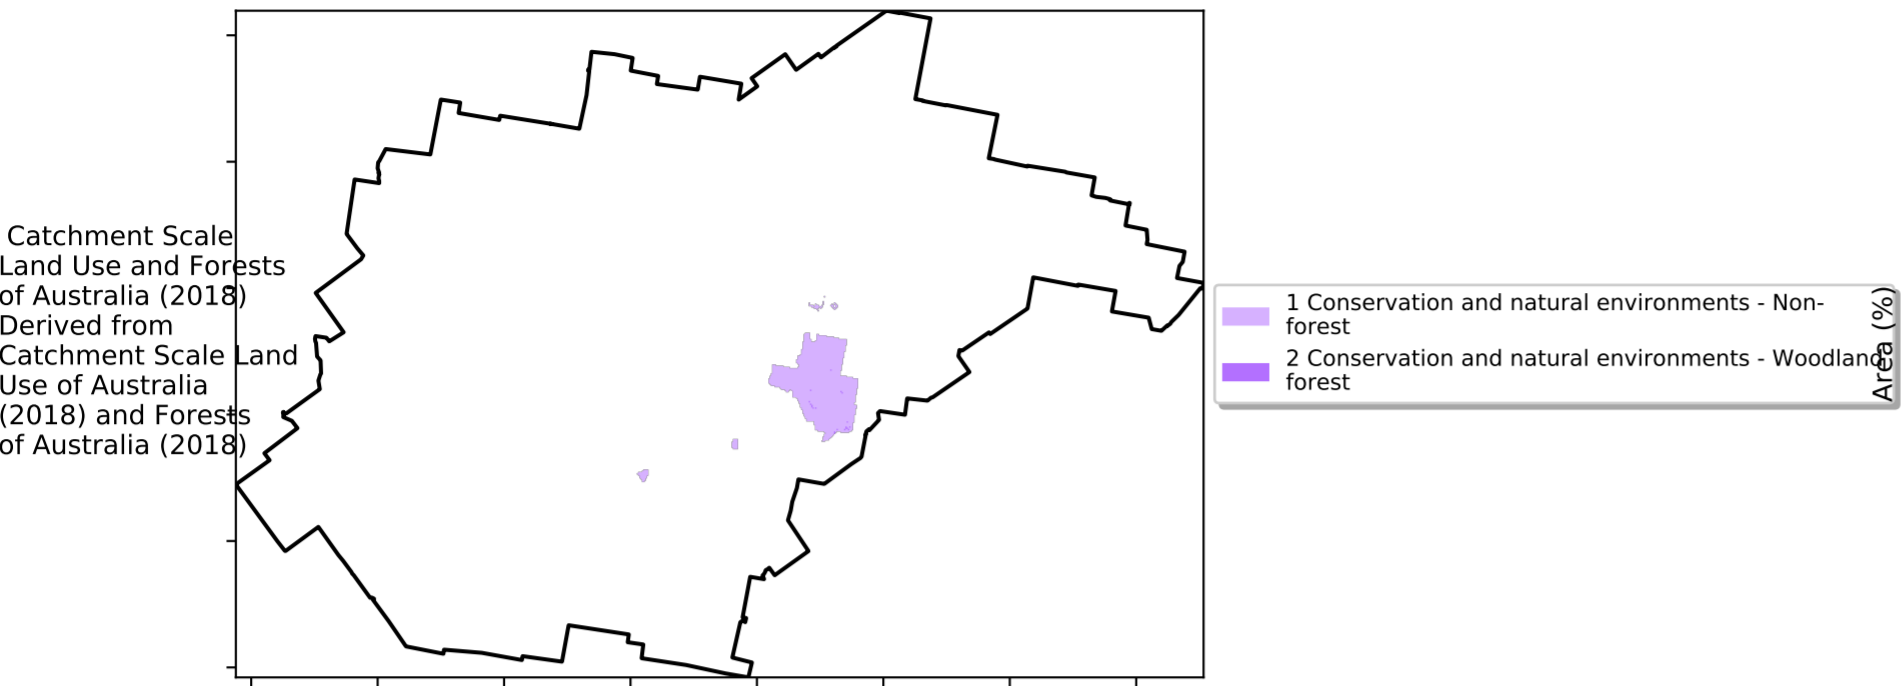 Catchment Scale
Land Use and Forests
of Australia (2018)
Derived from
Catchment Scale Land
Use of Australia
(2018) and Forests
of Australia (2018)
1 Conservation and natural environments - Non-
forest
2 Conservation and natural environments - Woodland
forest
Area (%)